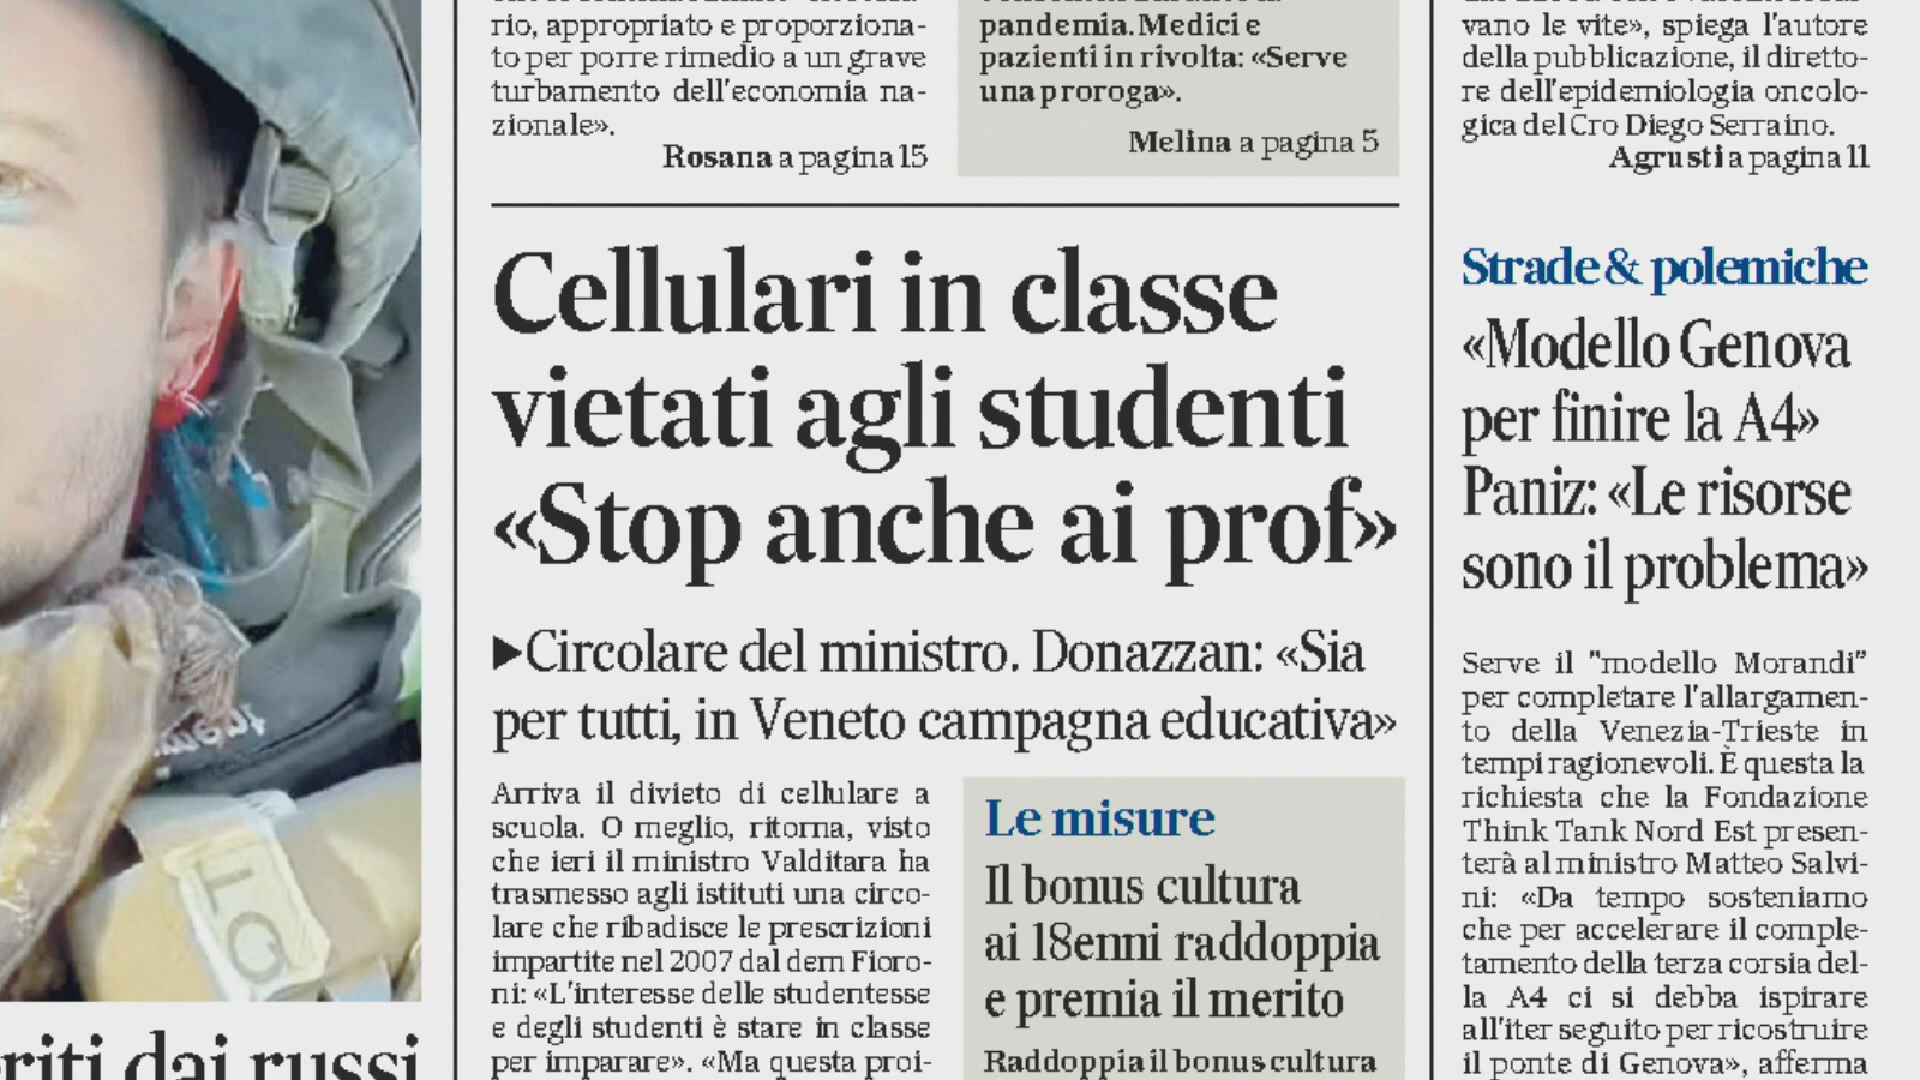 rio, appropriato e proporziona-
to per porre rimedio a un grave
turbamento dell'economia na-
zionale».
Rosana a pagina 15
pandemia. Medici e
pazienti in rivolta: «Serve
una proroga».
Melina a pagina 5
Cellulari in classe
vietati agli studenti
«Stop anche ai prof»
▶Circolare del ministro. Donazzan: «Sia
per tutti, in Veneto campagna educativa»
Arriva il divieto di cellulare a
scuola. O meglio, ritorna, visto
che ieri il ministro Valditara ha
trasmesso agli istituti una circo-
lare che ribadisce le prescrizioni
impartite nel 2007 dal dem Fioro-
ni: «L'interesse delle studentesse
e degli studenti è stare in classe
per imparare». «Ma questa proi-
Le misure
Il bonus cultura
ai 18enni raddoppia
e premia il merito
Raddoppia il bonus cultura
vano le vite», spiega l'autore
della pubblicazione, il diretto-
re dell'epidemiologia oncolo-
gica del Cro Diego Serraino.
Agrusti a pagina 11
Strade & polemiche
«Modello Genova
per finire la A4»
Paniz: «Le risorse
sono il problema»
Serve il "modello Morandi"
per completare l'allargamen-
to della Venezia-Trieste in
tempi ragionevoli. È questa la
richiesta che la Fondazione
Think Tank Nord Est presen-
terà al ministro Matteo Salvi-
ni: «Da tempo sosteniamo
che per accelerare il comple-
tamento della terza corsia del-
la A4 ci si debba ispirare
all'iter seguito per ricostruire
il ponte di Genova», afferma
riti dai russi